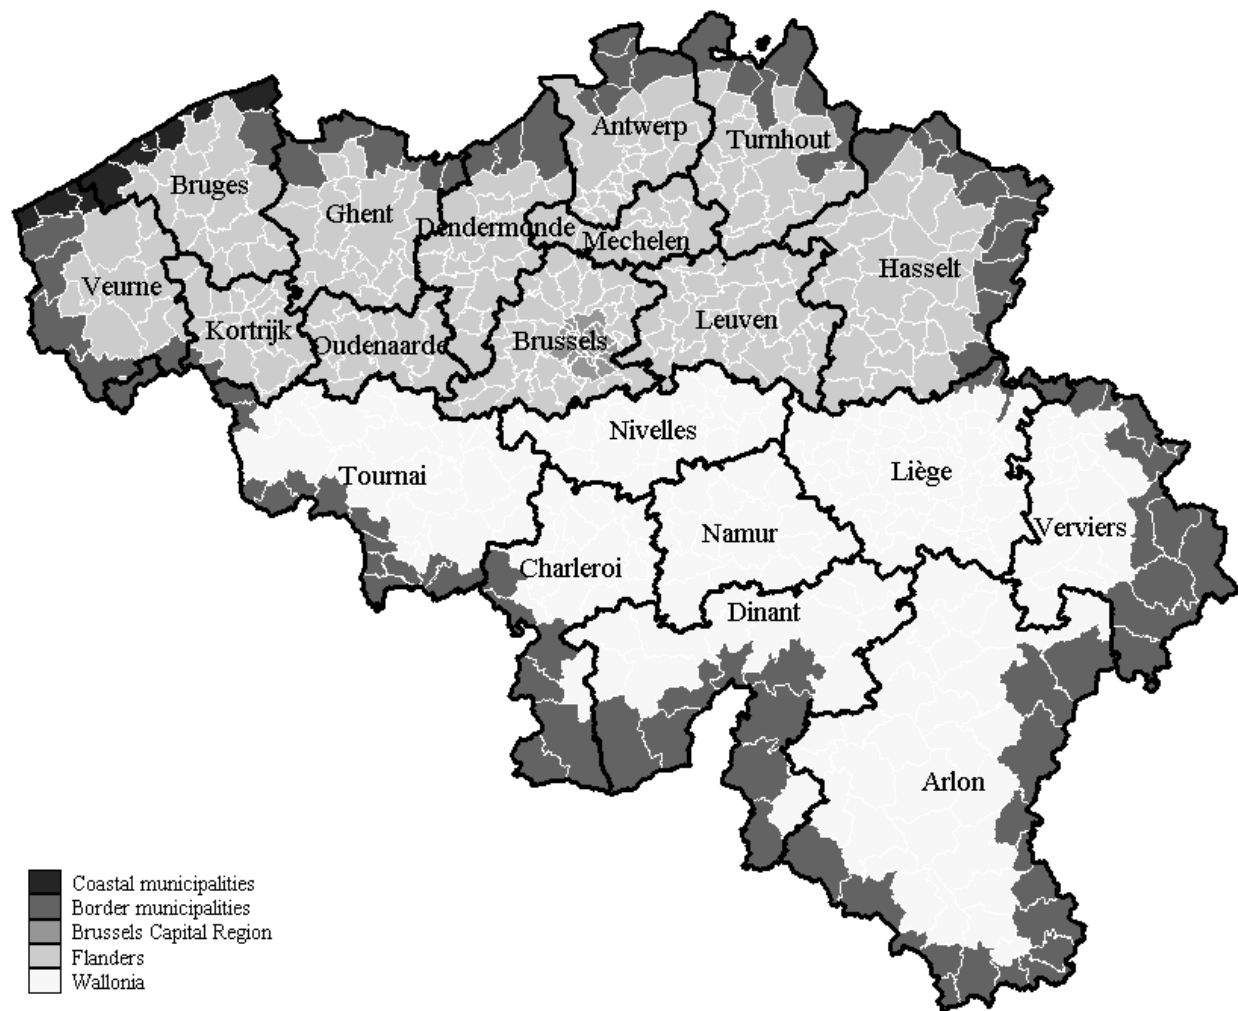 Antwerp
Turnhout
Bruges
Ghent
Dendermonde
Mechelen
Hasselt
Veurne
Kortrijk
Oudenaarde
Brussels
Leuven
Nivelles
Tournai
Liège
Namur
Verviers
Charleroi
Dinant
Arlon
Coastal municipalities
Border municipalities
Brussels Capital Region
Flanders
Wallonia